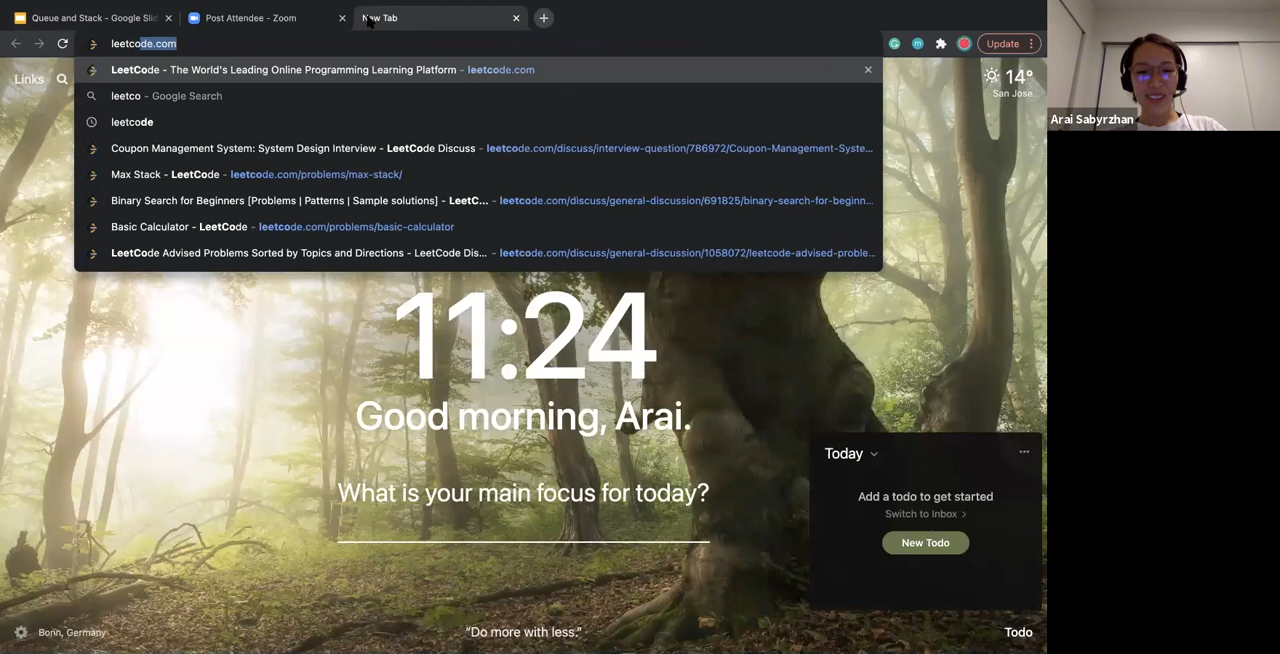 Queue and Stack - Google Slid
Post Attendee - Zoom
New Tab
leetcode.com
Update
Links
LeetCode - The World's Leading Online Programming Learning Platform - leetcode.com
leetco - Google Search
leetcode
Coupon Management System: System Design Interview - LeetCode Discuss - leetcode.com/discuss/interview-question/786972/Coupon-Management-Syste...
Max Stack - LeetCode - leetcode.com/problems/max-stack/
Binary Search for Beginners [Problems | Patterns | Sample solutions] - LeetC... - leetcode.com/discuss/general-discussion/691825/binary-search-for-beginn...
Basic Calculator - LeetCode - leetcode.com/problems/basic-calculator
LeetCode Advised Problems Sorted by Topics and Directions - LeetCode Dis... - leetcode.com/discuss/general-discussion/1058072/leetcode-advised-proble...
14°
San Jose
Arai Sabyrzhan
11:24
Good morning, Arai.
What is your main focus for today?
Today
Add a todo to get started
Switch to Inbox >
New Todo
Bonn, Germany
"Do more with less."
Todo